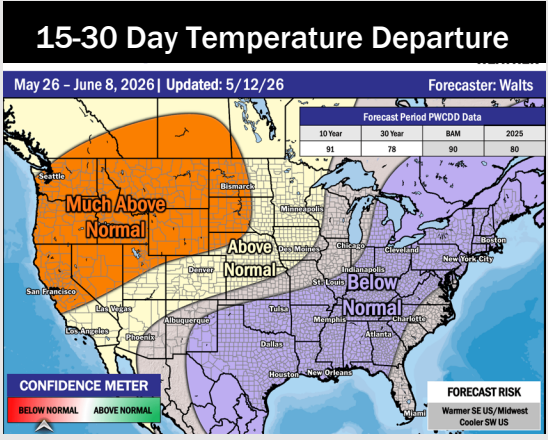 15-30 Day Temperature Departure
May 26 – June 8, 2026| Updated: 5/12/26
Forecaster: Walts
Forecast Period PWCDD Data
10 Year 30 Year BAM 2025
91 78 90 80
Seattle
Bismarck
Much Above
Normal
Minneapolis
Boston
Above
Normal
Des Moines
Chicago
Cleveland
New York City
Denver
Indianapolis
San Francisco
St. Louis
Below
Normal
Las Vegas
Los Angeles
Albuquerque
Tulsa
Memphis
Charlotte
Phoenix
Atlanta
Dallas
Houston
New Orleans
Miami
CONFIDENCE METER
BELOW NORMAL ABOVE NORMAL
FORECAST RISK
Warmer SE US/Midwest
Cooler SW US